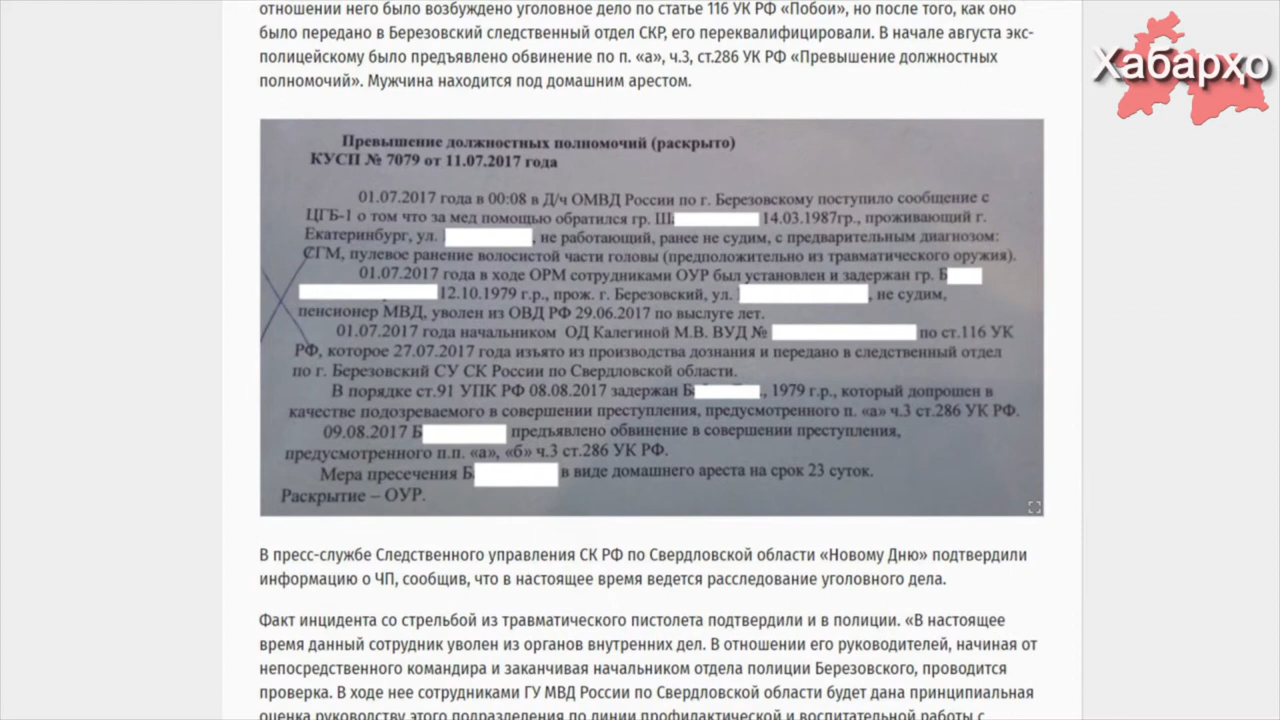 отношении него было возбуждено уголовное дело по статье 116 УК РФ «Побои», но после того, как оно
было передано в Березовский следственный отдел СКР, его переквалифицировали. В начале августа экс-
полицейскому было предъявлено обвинение по п. «а», ч.3, ст.286 УК РФ «Превышение должностных
полномочий». Мужчина находится под домашним арестом.
Хабарҳо
Превышение должностных полномочий (раскрыто)
КУСП № 7079 от 11.07.2017 года
01.07.2017 года в 00:08 в Д/ч ОМВД России по г. Березовскому поступило сообщение с
ЦГБ-1 о том что за мед помощью обратился гр. Ш 14.03.1987гр., проживающий г.
Екатеринбург, ул. , не работающий, ранее не судим, с предварительным диагнозом:
СГМ, пулевое ранение волосистой части головы (предположительно из травматического оружия).
01.07.2017 года в ходе ОРМ сотрудниками ОУР был установлен и задержан гр. Б
12.10.1979 г.р., прож. г. Березовский, ул. , не судим,
пенсионер МВД, уволен из ОВД РФ 29.06.2017 по выслуге лет.
01.07.2017 года начальником ОД Калегиной М.В. ВУД № по ст.116 УК
РФ, которое 27.07.2017 года изъято из производства дознания и передано в следственный отдел
по г. Березовский СУ СК России по Свердловской области.
В порядке ст.91 УПК РФ 08.08.2017 задержан Б ., 1979 г.р., который допрошен в
качестве подозреваемого в совершении преступления, предусмотренного п. «а» ч.3 ст.286 УК РФ.
09.08.2017 Б предъявлено обвинение в совершении преступления,
предусмотренного п.п. «а», «б» ч.3 ст.286 УК РФ.
Мера пресечения Б в виде домашнего ареста на срок 23 суток.
Раскрытие – ОУР.
В пресс-службе Следственного управления СК РФ по Свердловской области «Новому Дню» подтвердили
информацию о ЧП, сообщив, что в настоящее время ведется расследование уголовного дела.
Факт инцидента со стрельбой из травматического пистолета подтвердили и в полиции. «В настоящее
время данный сотрудник уволен из органов внутренних дел. В отношении его руководителей, начиная от
непосредственного командира и заканчивая начальником отдела полиции Березовского, проводится
проверка. В ходе нее сотрудниками ГУ МВД России по Свердловской области будет дана принципиальная
оценка руководству этого подразделения по линии профилактической и воспитательной работы с